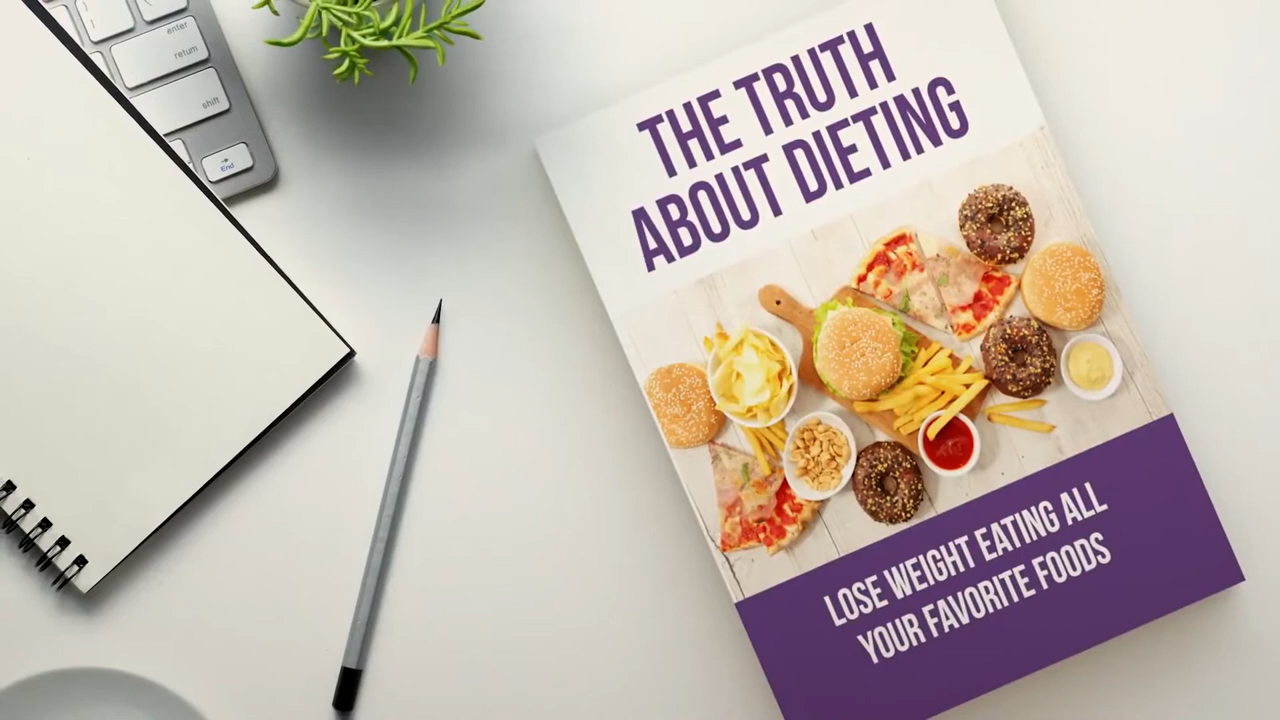 enter
return
shift
End
THE TRUTH
ABOUT DIETING
LOSE WEIGHT EATING ALL
YOUR FAVORITE FOODS